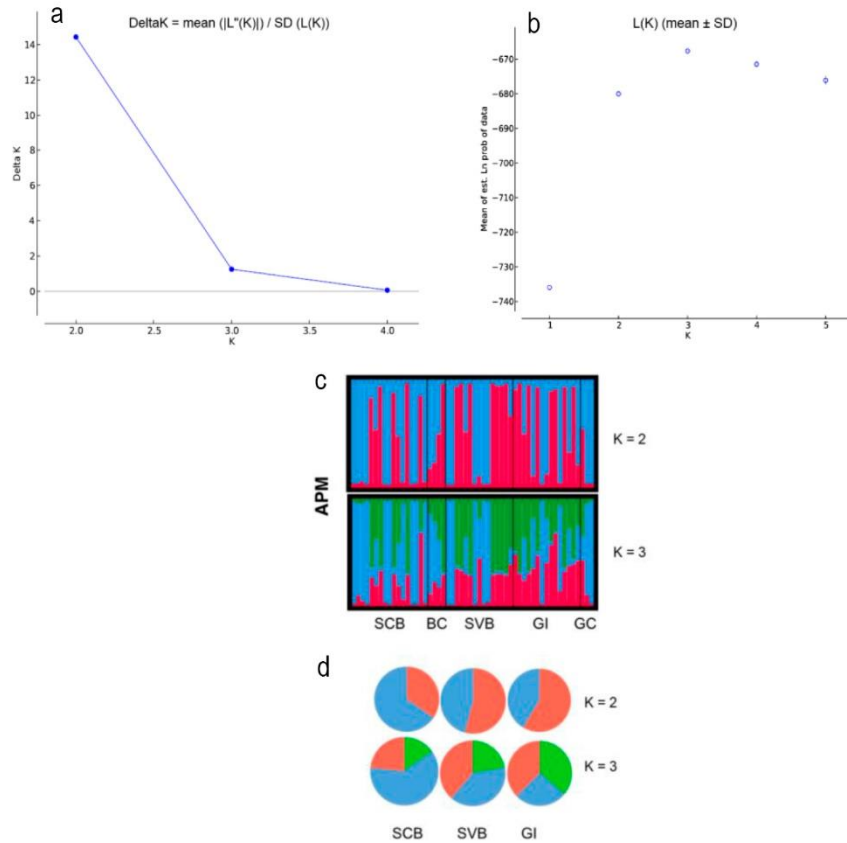 a
DeltaK = mean (|L"(K)|) / SD (L(K))
Delta K
14
12
10
8
6
4
2
0
2.0
2.5
3.0
3.5
4.0
K
b
L(K) (mean ± SD)
Mean of est. Ln prob of data
−670
−680
−690
−700
−710
−720
−730
−740
1
2
3
4
5
K
c
APM
K = 2
K = 3
SCB BC SVB GI GC
d
K = 2
K = 3
SCB SVB GI